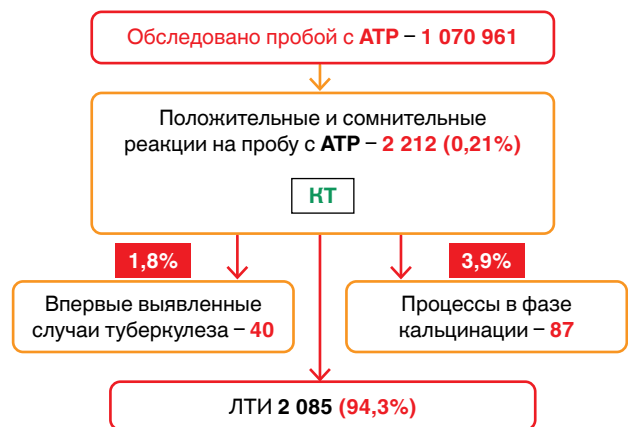 Обследовано пробой с АТР – 1 070 961
Положительные и сомнительные
реакции на пробу с АТР – 2 212 (0,21%)
КТ
1,8%
3,9%
Впервые выявленные
случаи туберкулеза – 40
Процессы в фазе
кальцинации – 87
ЛТИ 2 085 (94,3%)